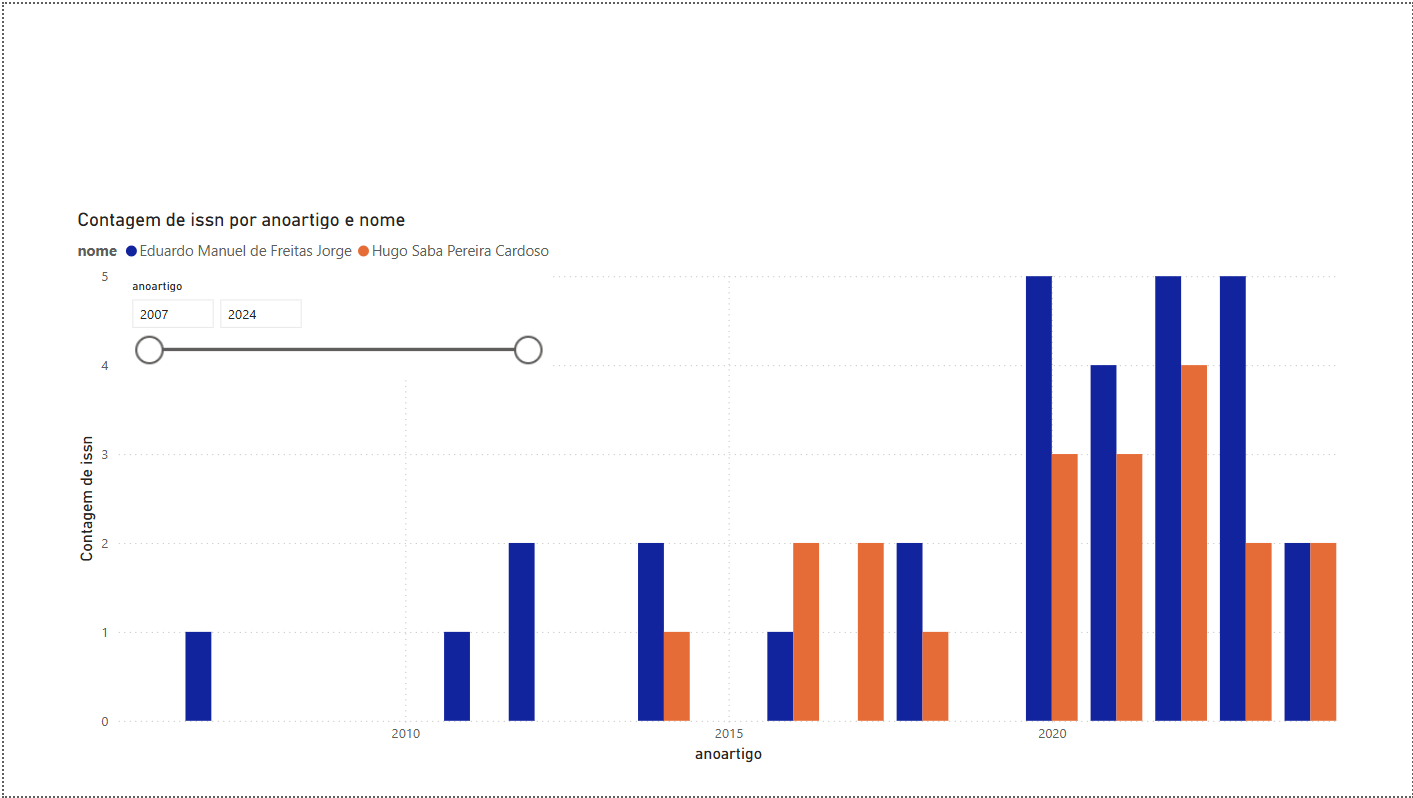 Contagem de issn por anoartigo e nome
nome Eduardo Manuel de Freitas Jorge Hugo Saba Pereira Cardoso
anoartigo
2007 2024
Contagem de issn
5
4
3
2
1
0
2010 2015 2020
anoartigo